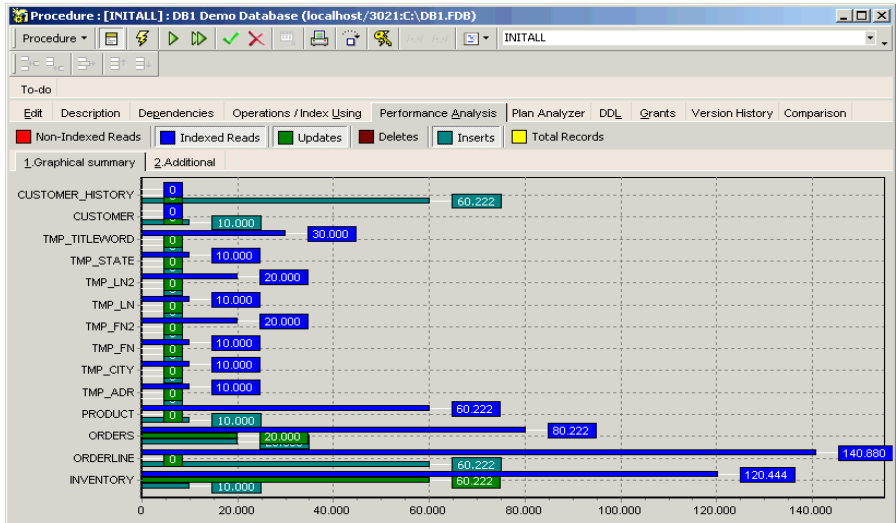 Procedure : [INITALL] : DB1 Demo Database (localhost/3021:C:\DB1.FDB)
Procedure INITALL
To-do
Edit Description Dependencies Operations / Index Using Performance Analysis Plan Analyzer DDL Grants Version History Comparison
Non-Indexed Reads Indexed Reads Updates Deletes Inserts Total Records
1.Graphical summary 2.Additional
CUSTOMER_HISTORY 0 60.222
CUSTOMER 0 10.000
TMP_TITLEWORD 30.000 0
TMP_STATE 10.000 0
TMP_LN2 20.000 0
TMP_LN 10.000 0
TMP_FN2 20.000 0
TMP_FN 10.000 0
TMP_CITY 10.000 0
TMP_ADR 10.000 0
PRODUCT 60.222 0 10.000
ORDERS 80.222 20.000
ORDERLINE 140.880 0 60.222
INVENTORY 120.444 60.222 10.000
0 20.000 40.000 60.000 80.000 100.000 120.000 140.000